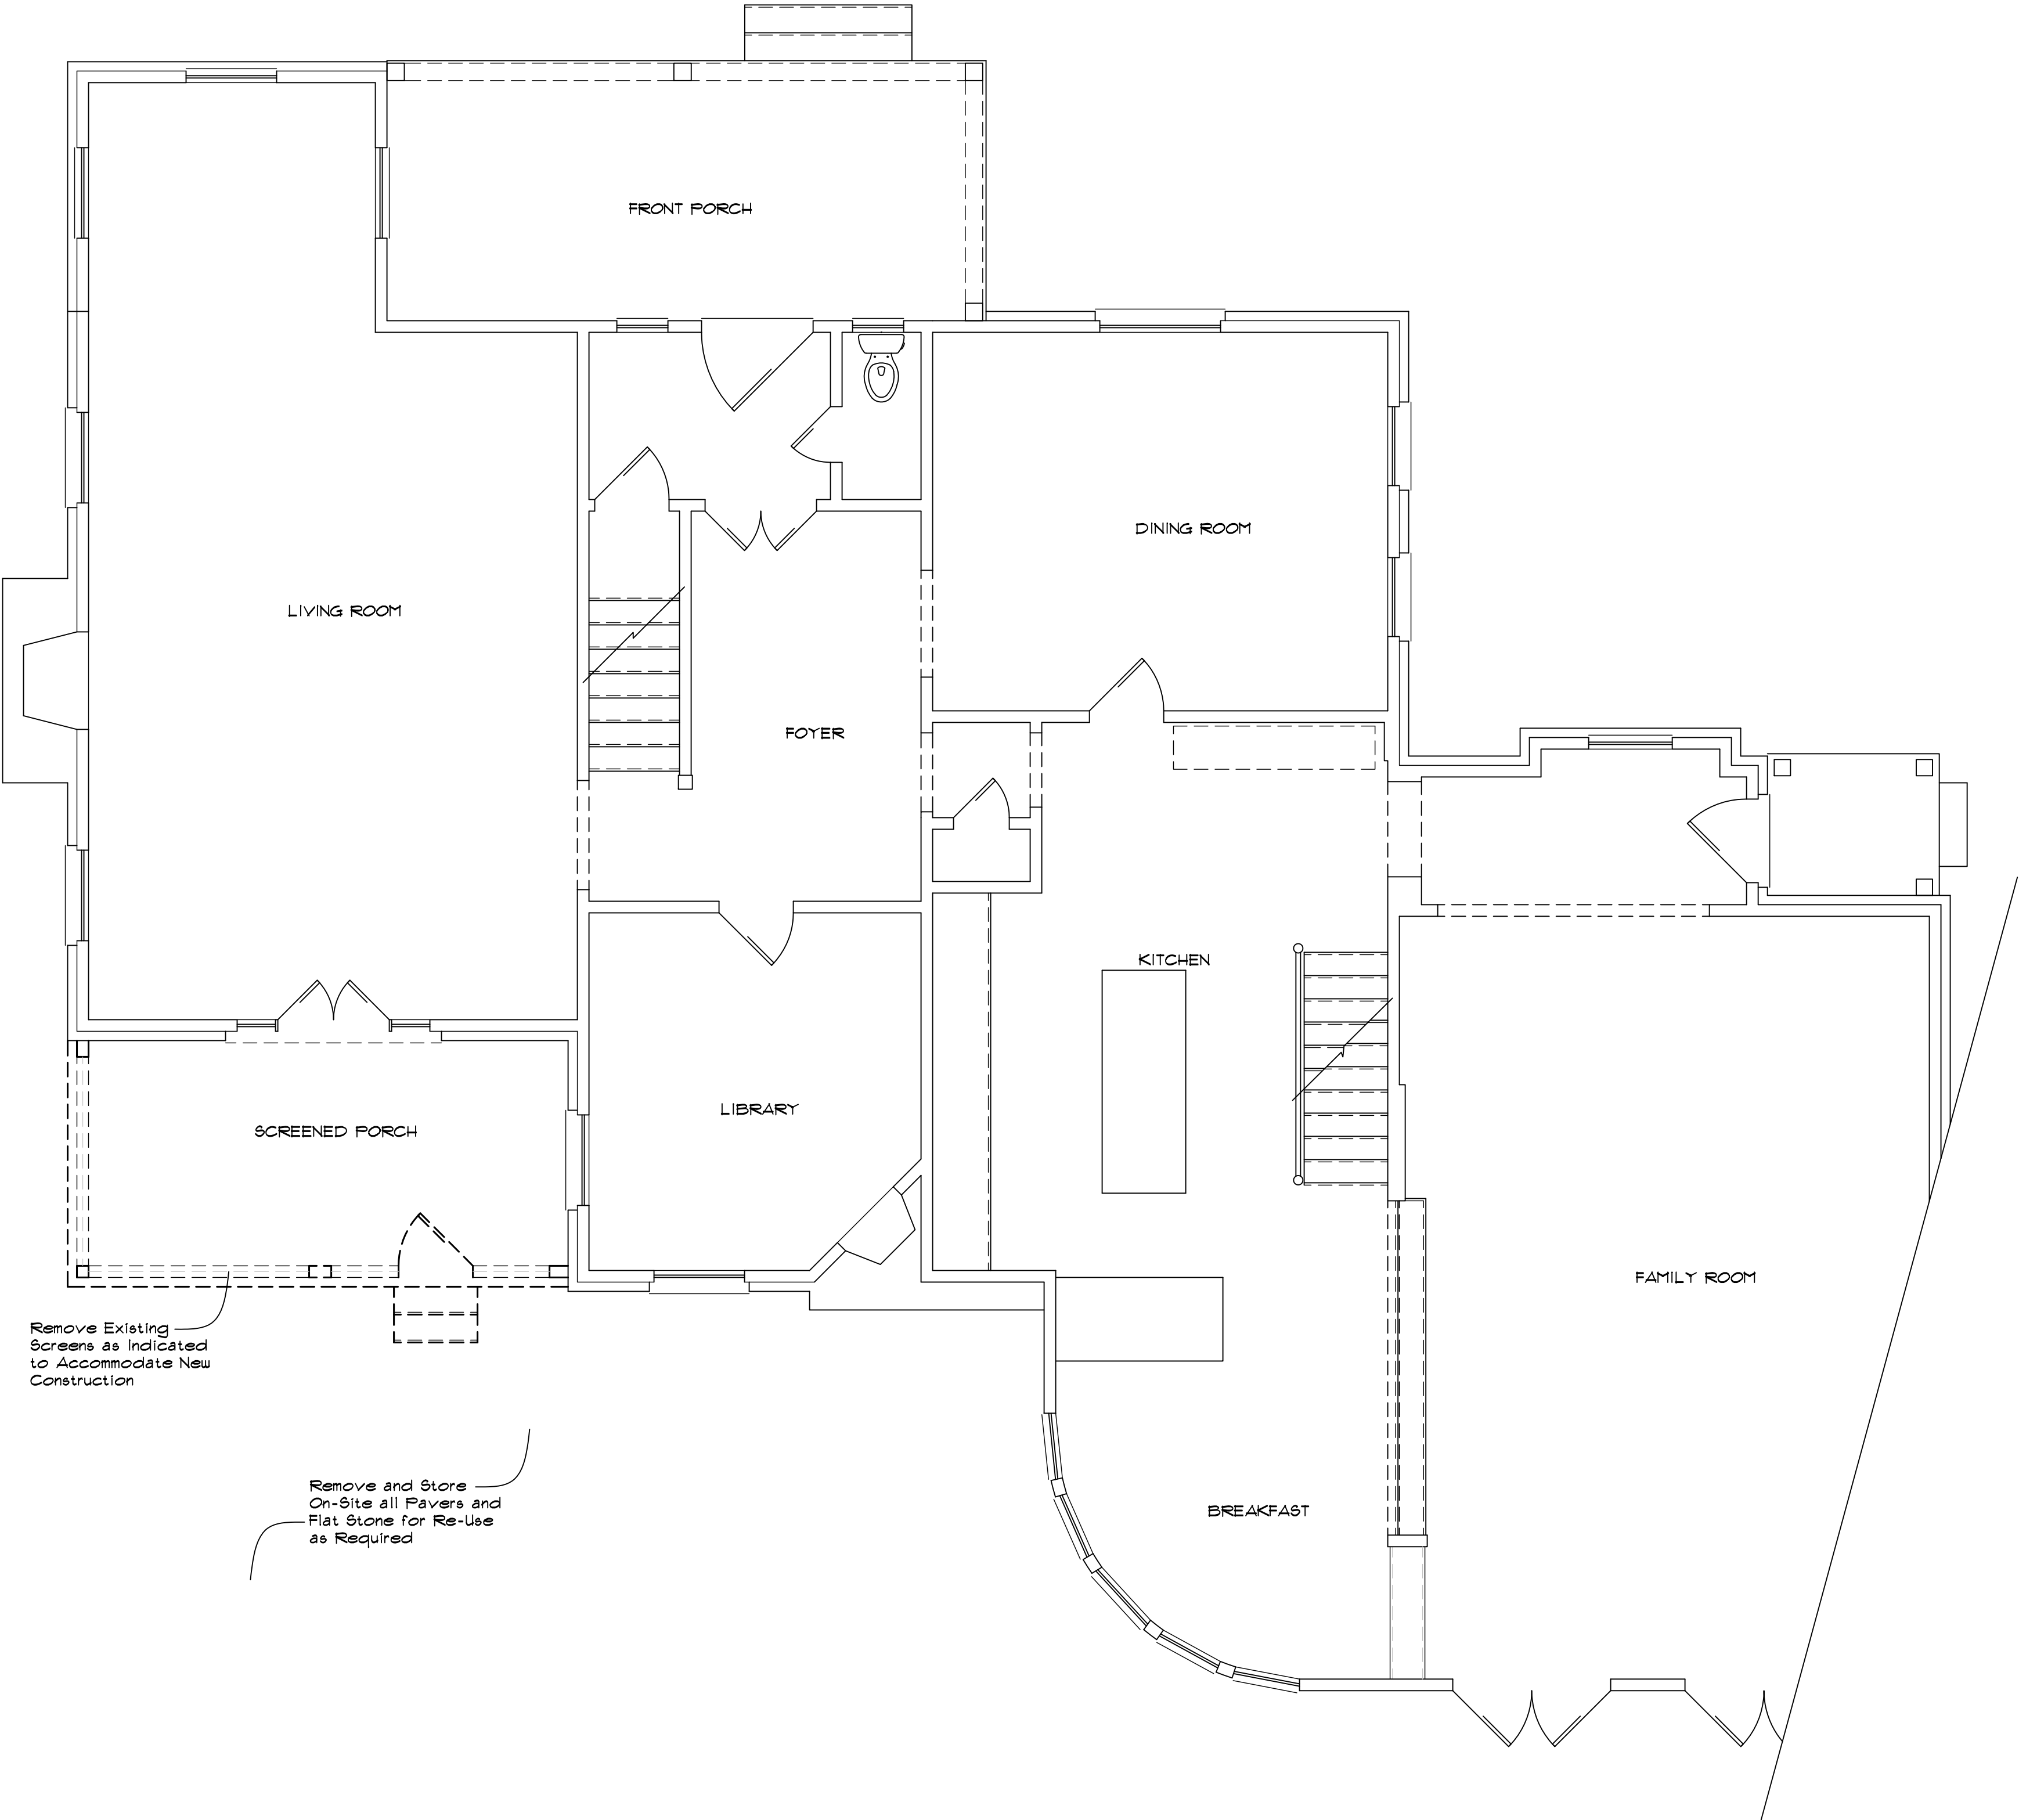 FRONT PORCH
DINING ROOM
LIVING ROOM
FOYER
KITCHEN
LIBRARY
SCREENED PORCH
FAMILY ROOM
Remove Existing
Screens as Indicated
to Accommodate New
Construction
Remove and Store
On-Site all Pavers and
Flat Stone for Re-Use
as Required
BREAKFAST